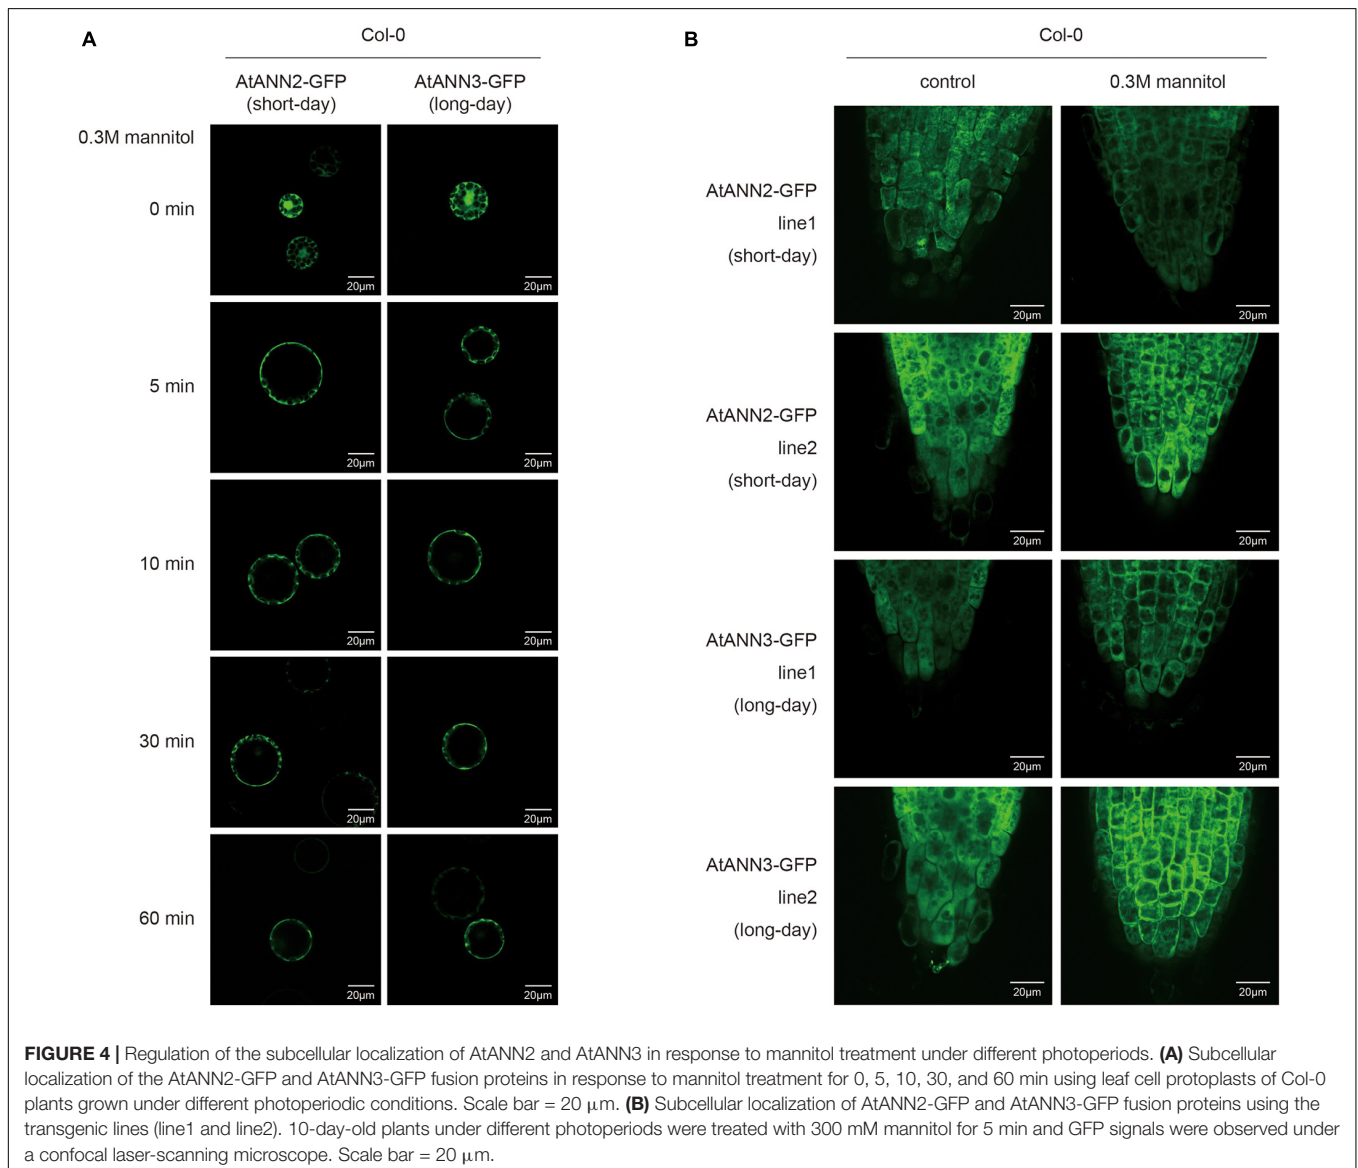 A
Col-0
AtANN2-GFP
(short-day)
AtANN3-GFP
(long-day)
0.3M mannitol
0 min
20µm
20µm
5 min
20µm
20µm
10 min
20µm
20µm
30 min
20µm
20µm
60 min
20µm
20µm
B
Col-0
control
0.3M mannitol
AtANN2-GFP
line1
(short-day)
20µm
20µm
AtANN2-GFP
line2
(short-day)
20µm
20µm
AtANN3-GFP
line1
(long-day)
20µm
20µm
AtANN3-GFP
line2
(long-day)
20µm
20µm
FIGURE 4 | Regulation of the subcellular localization of AtANN2 and AtANN3 in response to mannitol treatment under different photoperiods. (A) Subcellular
localization of the AtANN2-GFP and AtANN3-GFP fusion proteins in response to mannitol treatment for 0, 5, 10, 30, and 60 min using leaf cell protoplasts of Col-0
plants grown under different photoperiodic conditions. Scale bar = 20 µm. (B) Subcellular localization of AtANN2-GFP and AtANN3-GFP fusion proteins using the
transgenic lines (line1 and line2). 10-day-old plants under different photoperiods were treated with 300 mM mannitol for 5 min and GFP signals were observed under
a confocal laser-scanning microscope. Scale bar = 20 µm.